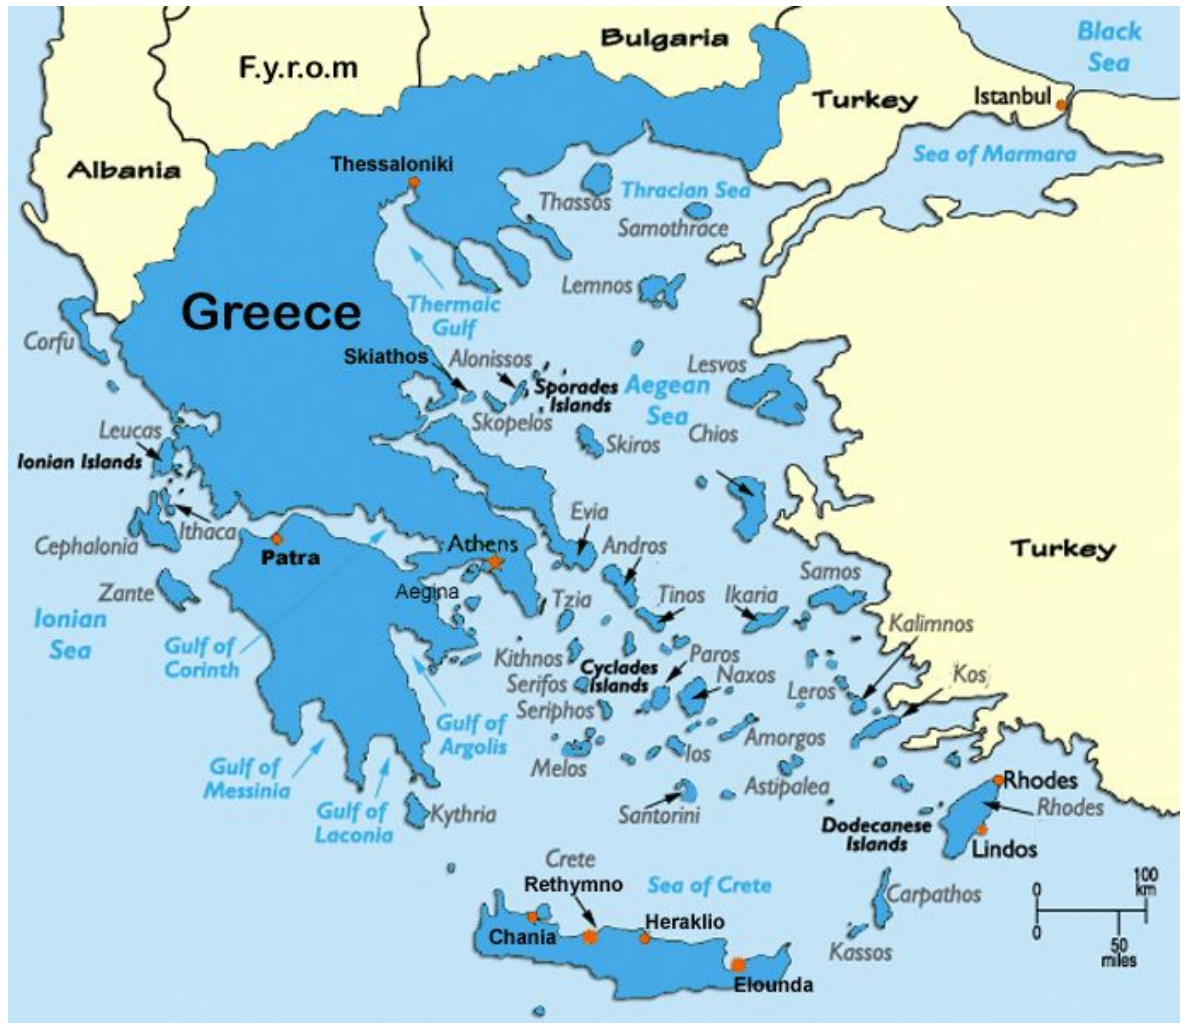 Black
Sea
Bulgaria
F.y.r.o.m
Turkey
Istanbul
Sea of Marmara
Albania
Thessaloniki
Thassos
Thracian Sea
Samothrace
Lemnos
Thermaic
Gulf
Greece
Corfu
Skiathos
Alonissos
Sporades
Islands
Aegean
Sea
Lesvos
Skopelos
Skiros
Chios
Leucas
Ionian Islands
Ithaca
Cephalonia
Patra
Athens
Evia
Andros
Turkey
Zante
Aegina
Tzia
Tinos
Ikaria
Samos
Ionian
Sea
Gulf of
Corinth
Kalimnos
Kithnos
Cyclades
Islands
Paros
Naxos
Serifos
Seriphos
Leros
Kos
Gulf of
Argolis
Amorgos
Ios
Melos
Gulf of
Messinia
Gulf of
Laconia
Kythria
Santorini
Astipalea
Rhodes
Rhodes
Dodecanese
Islands
Lindos
Crete
Rethymno
Sea of Crete
Heraklio
Chania
Elounda
Carpathos
Kassos
0
100
km
0
50
miles